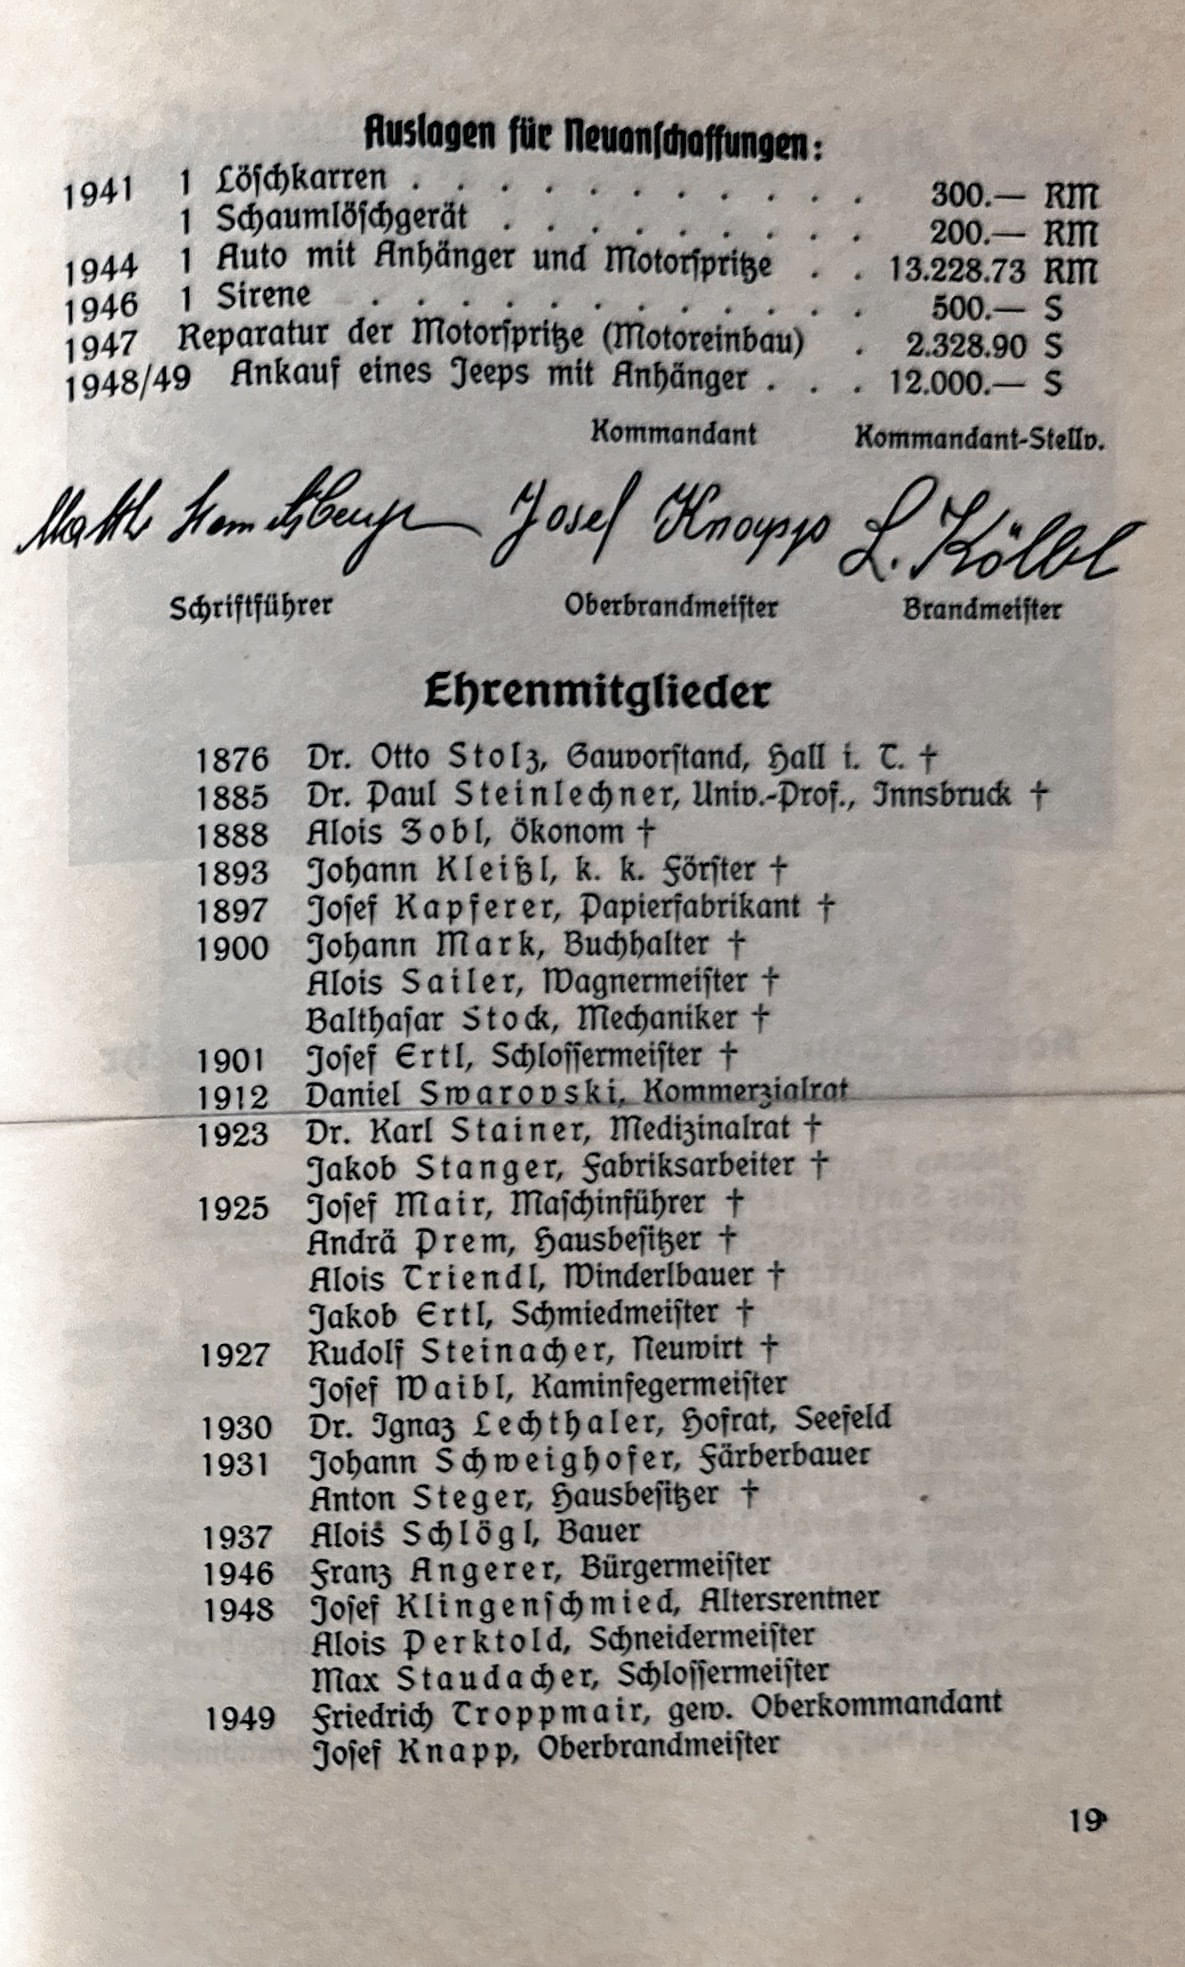 Auslagen für Neuanschaffungen:
1941 1 Löschkarren . . . . . . . . . . . 300.— RM
1 Schaumlöschgerät . . . . . . . . . 200.— RM
1944 1 Auto mit Anhänger und Motorspritze . . 13.228.73 RM
1946 1 Sirene . . . . . . . . . . . . 500.— S
1947 Reparatur der Motorspritze (Motoreinbau) . 2.328.90 S
1948/49 Ankauf eines Jeeps mit Anhänger . . . 12.000.— S
Kommandant Kommandant-Stellv.
Josef Knapp L. Kölbl
Schriftführer Oberbrandmeister Brandmeister
Ehrenmitglieder
1876 Dr. Otto Stolz, Gauvorstand, Hall i. T. †
1885 Dr. Paul Steinlechner, Univ.-Prof., Innsbruck †
1888 Alois Zobl, Ökonom †
1893 Johann Kleißl, k. k. Förster †
1897 Josef Kapferer, Papierfabrikant †
1900 Johann Mark, Buchhalter †
Alois Sailer, Wagnermeister †
Balthasar Stock, Mechaniker †
1901 Josef Ertl, Schlossermeister †
1912 Daniel Swarovski, Kommerzialrat
1923 Dr. Karl Stainer, Medizinalrat †
Jakob Stanger, Fabriksarbeiter †
1925 Josef Mair, Maschinführer †
Andrä Prem, Hausbesitzer †
Alois Triendl, Winderlbauer †
Jakob Ertl, Schmiedmeister †
1927 Rudolf Steinacher, Neuwirt †
Josef Waibl, Kaminfegermeister
1930 Dr. Ignaz Lechthaler, Hofrat, Seefeld
1931 Johann Schweighofer, Färberbauer
Anton Steger, Hausbesitzer †
1937 Alois Schlögl, Bauer
1946 Franz Angerer, Bürgermeister
1948 Josef Klingenschmied, Altersrentner
Alois Perktold, Schneidermeister
Max Staudacher, Schlossermeister
1949 Friedrich Troppmair, gew. Oberkommandant
Josef Knapp, Oberbrandmeister
19